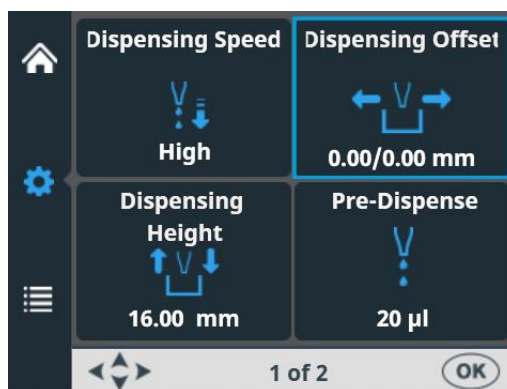 Dispensing Speed
High
Dispensing Offset
0.00/0.00 mm
Dispensing
Height
16.00 mm
Pre-Dispense
20 µl
1 of 2
OK